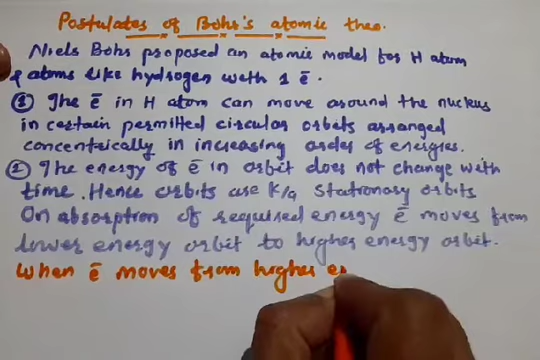 Postulates of Bohr's atomic theo.
Niels Bohr proposed an atomic model for H atom
& atoms like hydrogen with 1 ē.
① The ē in H atom can move around the nucleus
in certain permitted circular orbits arranged
concentrically in increasing order of energies.
② The energy of ē in orbit does not change with
time. Hence orbits are K/a stationary orbits
On absorption of required energy ē moves from
lower energy orbit to higher energy orbit.
When ē moves from higher e